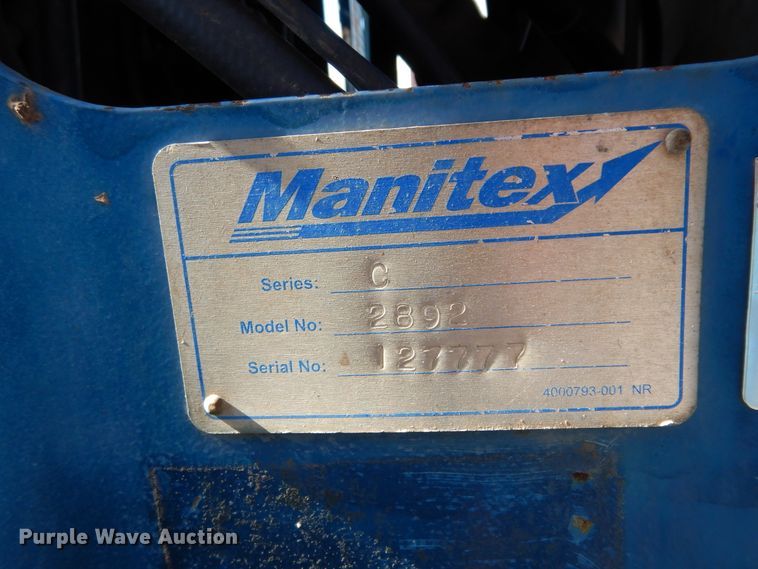 Manitex
Series: C
Model No: 2892
Serial No: 127777
4000793-001 NR
Purple Wave Auction